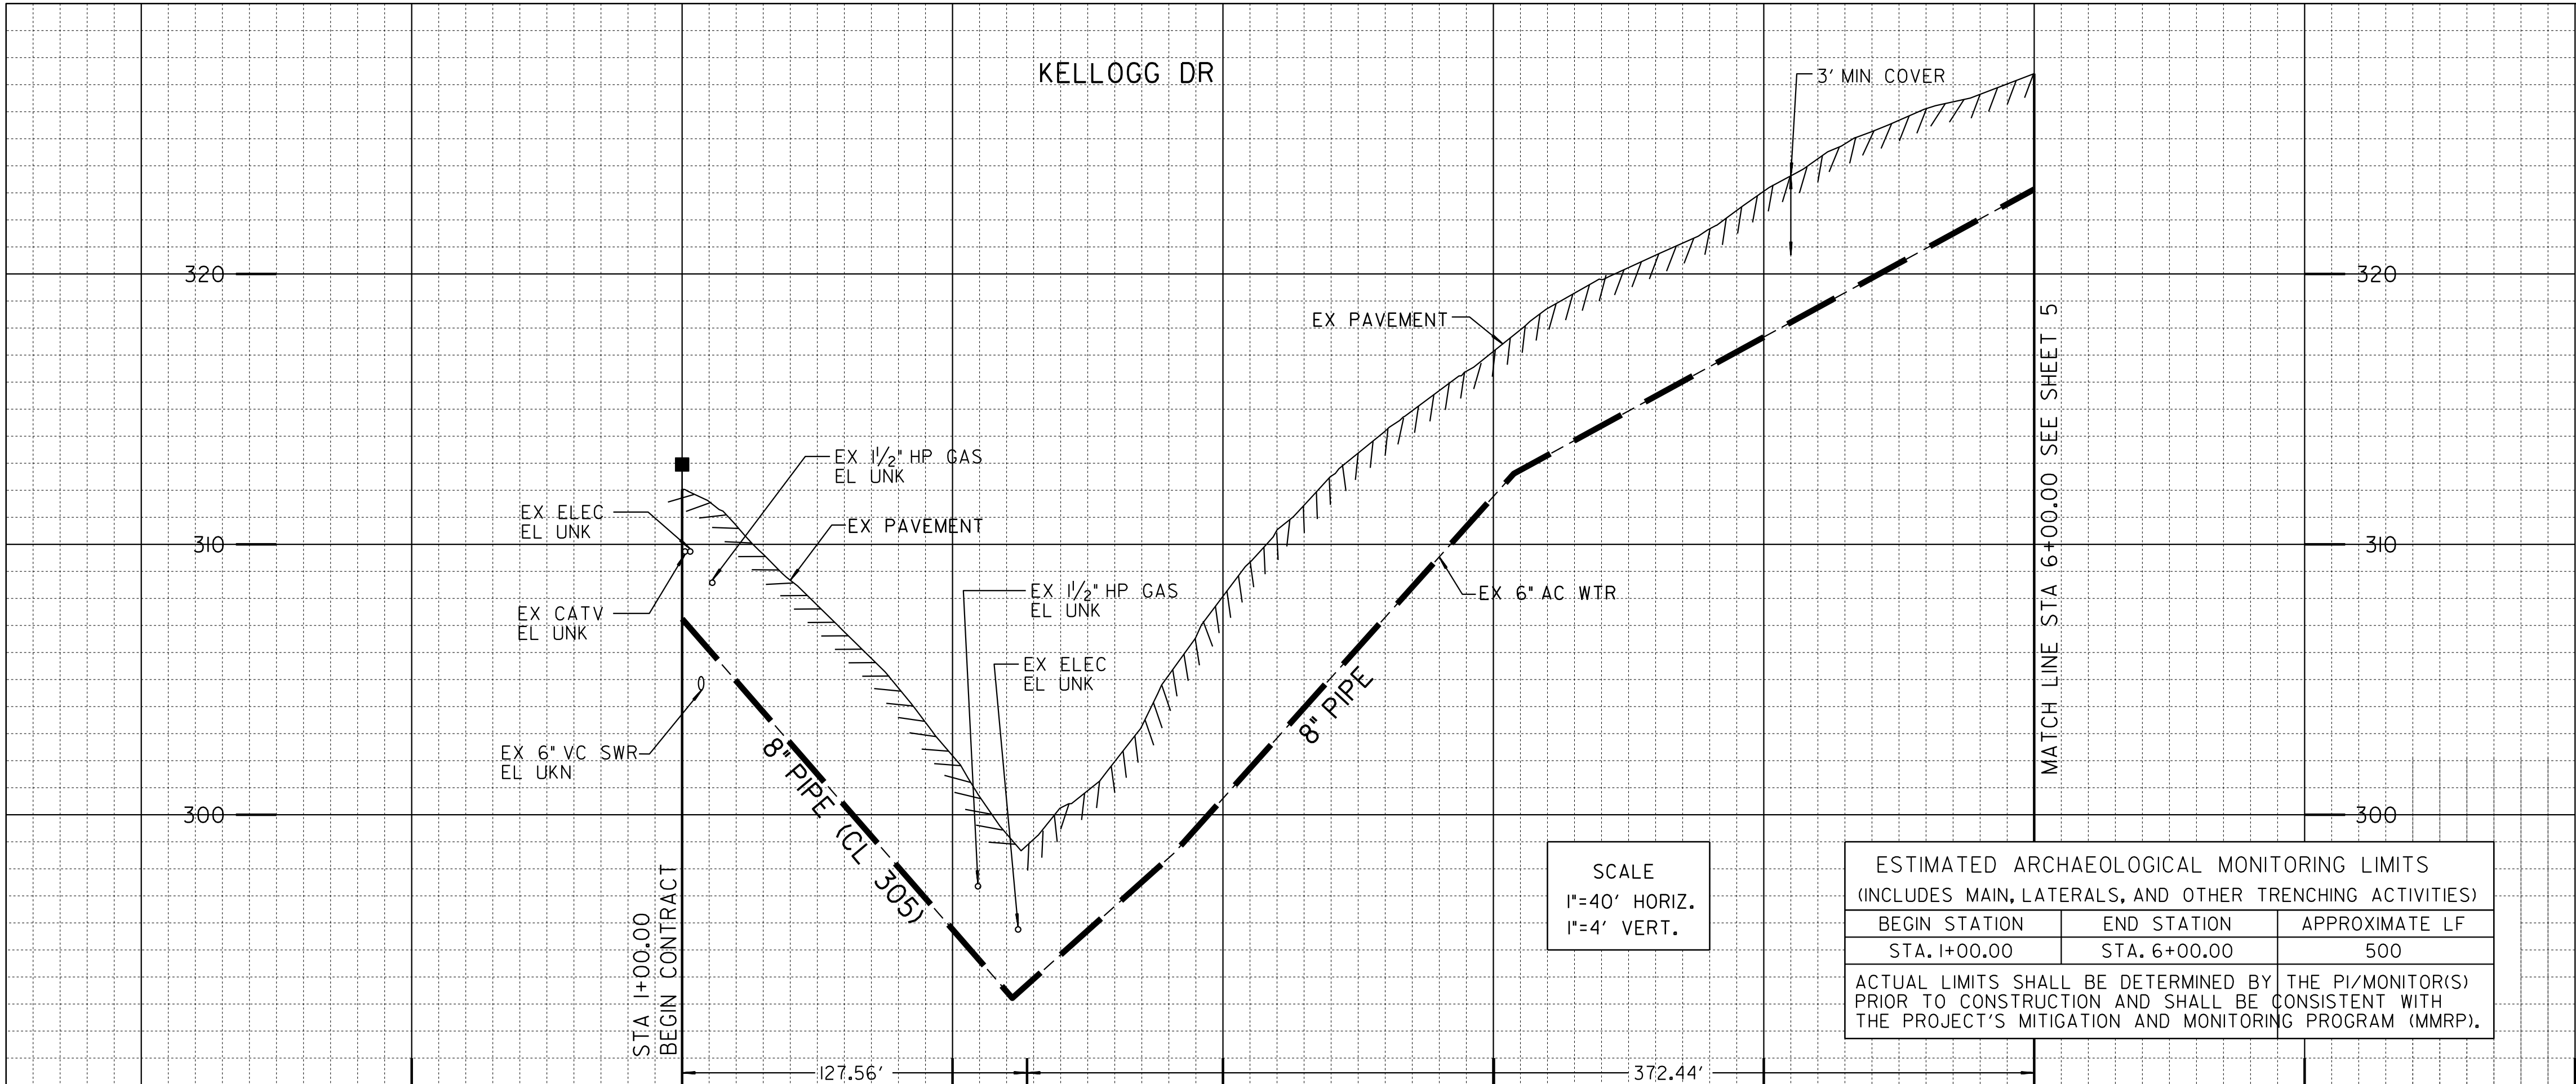 KELLOGG DR
3' MIN COVER
320
320
EX PAVEMENT
EX 1 1/2" HP GAS
EL UNK
EX ELEC
EL UNK
EX PAVEMENT
310
310
EX 1 1/2" HP GAS
EL UNK
EX 6" AC WTR
EX CATV
EL UNK
EX ELEC
EL UNK
8" PIPE
MATCH LINE STA 6+00.00 SEE SHEET 5
EX 6" VC SWR
EL UKN
8" PIPE (CL 305)
300
300
STA 1+00.00
BEGIN CONTRACT
SCALE
1"=40' HORIZ.
1"=4' VERT.
ESTIMATED ARCHAEOLOGICAL MONITORING LIMITS
(INCLUDES MAIN, LATERALS, AND OTHER TRENCHING ACTIVITIES)
BEGIN STATION END STATION APPROXIMATE LF
STA. 1+00.00 STA. 6+00.00 500
ACTUAL LIMITS SHALL BE DETERMINED BY THE PI/MONITOR(S)
PRIOR TO CONSTRUCTION AND SHALL BE CONSISTENT WITH
THE PROJECT'S MITIGATION AND MONITORING PROGRAM (MMRP).
127.56'
372.44'